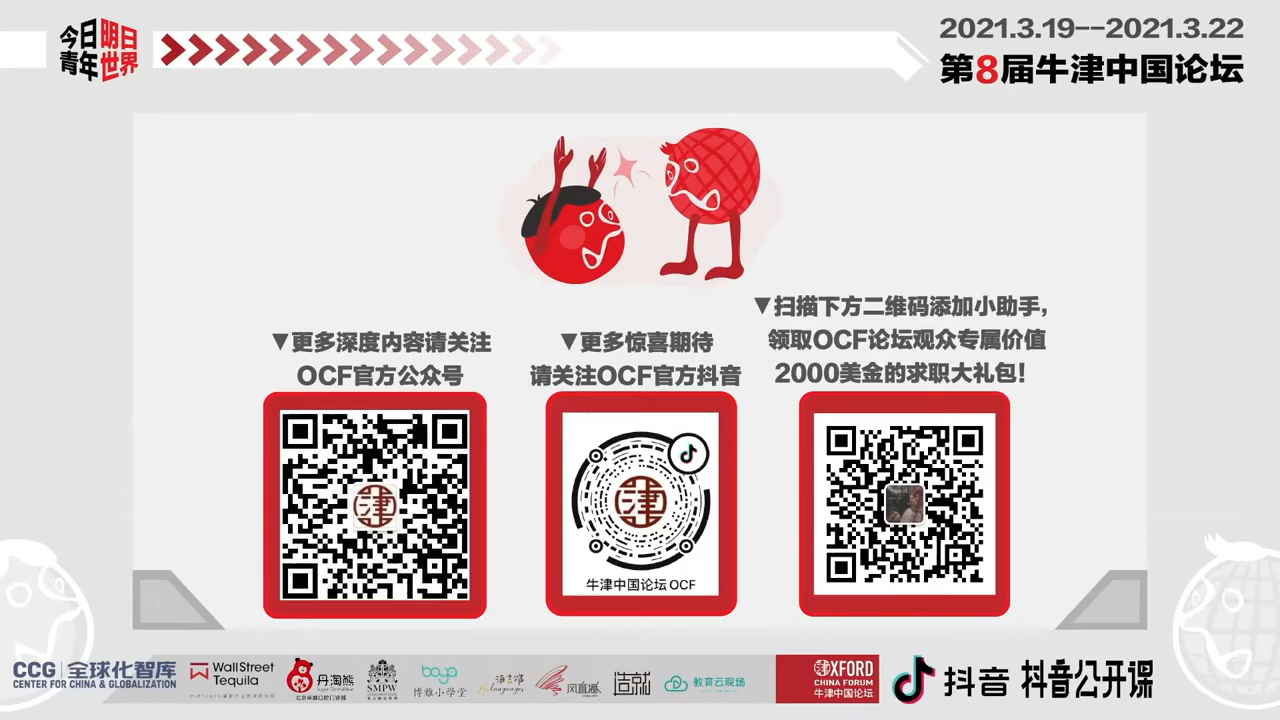 今日明日
青年世界
2021.3.19--2021.3.22
第8届牛津中国论坛
▼更多深度内容请关注
OCF官方公众号
▼更多惊喜期待
请关注OCF官方抖音
▼扫描下方二维码添加小助手,
领取OCF论坛观众专属价值
2000美金的求职大礼包!
津
津
牛津中国论坛 OCF
CCG 全球化智库
CENTER FOR CHINA & GLOBALIZATION
WallStreet
Tequila
丹淘熊
SMPW
boya
博雅小学堂
风直播
造就
教育云现场
OXFORD
CHINA FORUM
牛津中国论坛
抖音
抖音公开课